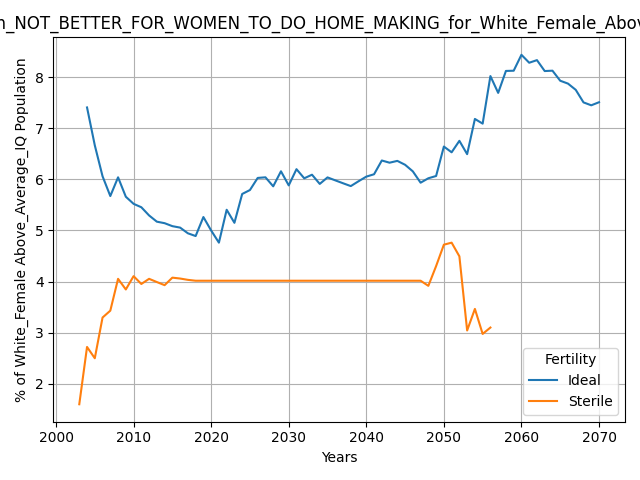 NOT_BETTER_FOR_WOMEN_TO_DO_HOME_MAKING_for_White_Female_Abov
% of White_Female Above_Average_IQ Population
8
7
6
5
4
3
2
Fertility
Ideal
Sterile
2000 2010 2020 2030 2040 2050 2060 2070
Years